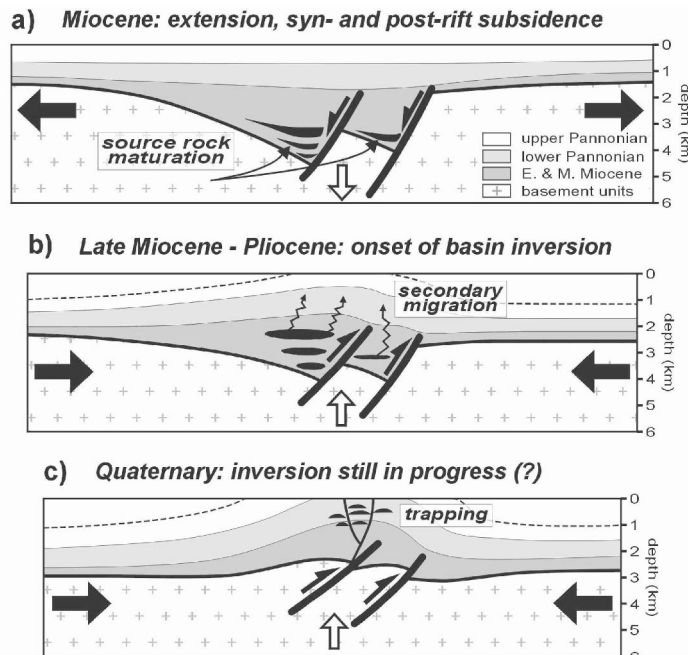 a) Miocene: extension, syn- and post-rift subsidence
0
1
2
3
4
5
6
depth (km)
source rock
maturation
upper Pannonian
lower Pannonian
E. & M. Miocene
basement units
b) Late Miocene - Pliocene: onset of basin inversion
0
1
2
3
4
5
6
depth (km)
secondary
migration
c) Quaternary: inversion still in progress (?)
0
1
2
3
4
5
depth (km)
trapping